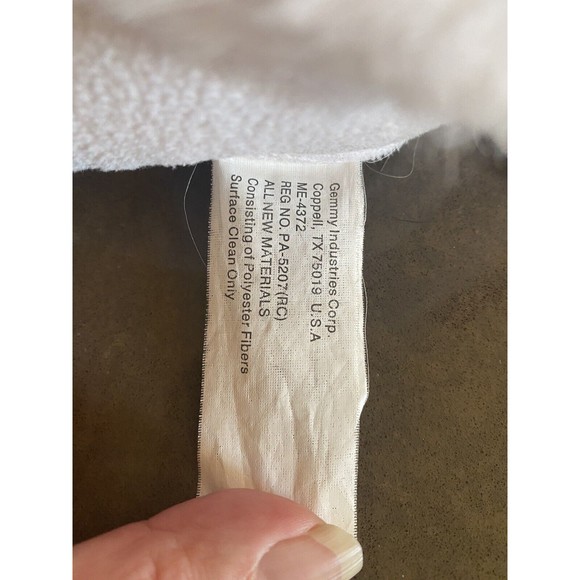 Gemmy Industries Corp.
Coppell, TX 75019 U.S.A
ME-4372
REG NO. PA-5207(RC)
ALL NEW MATERIALS
Consisting of Polyester Fibers
Surface Clean Only